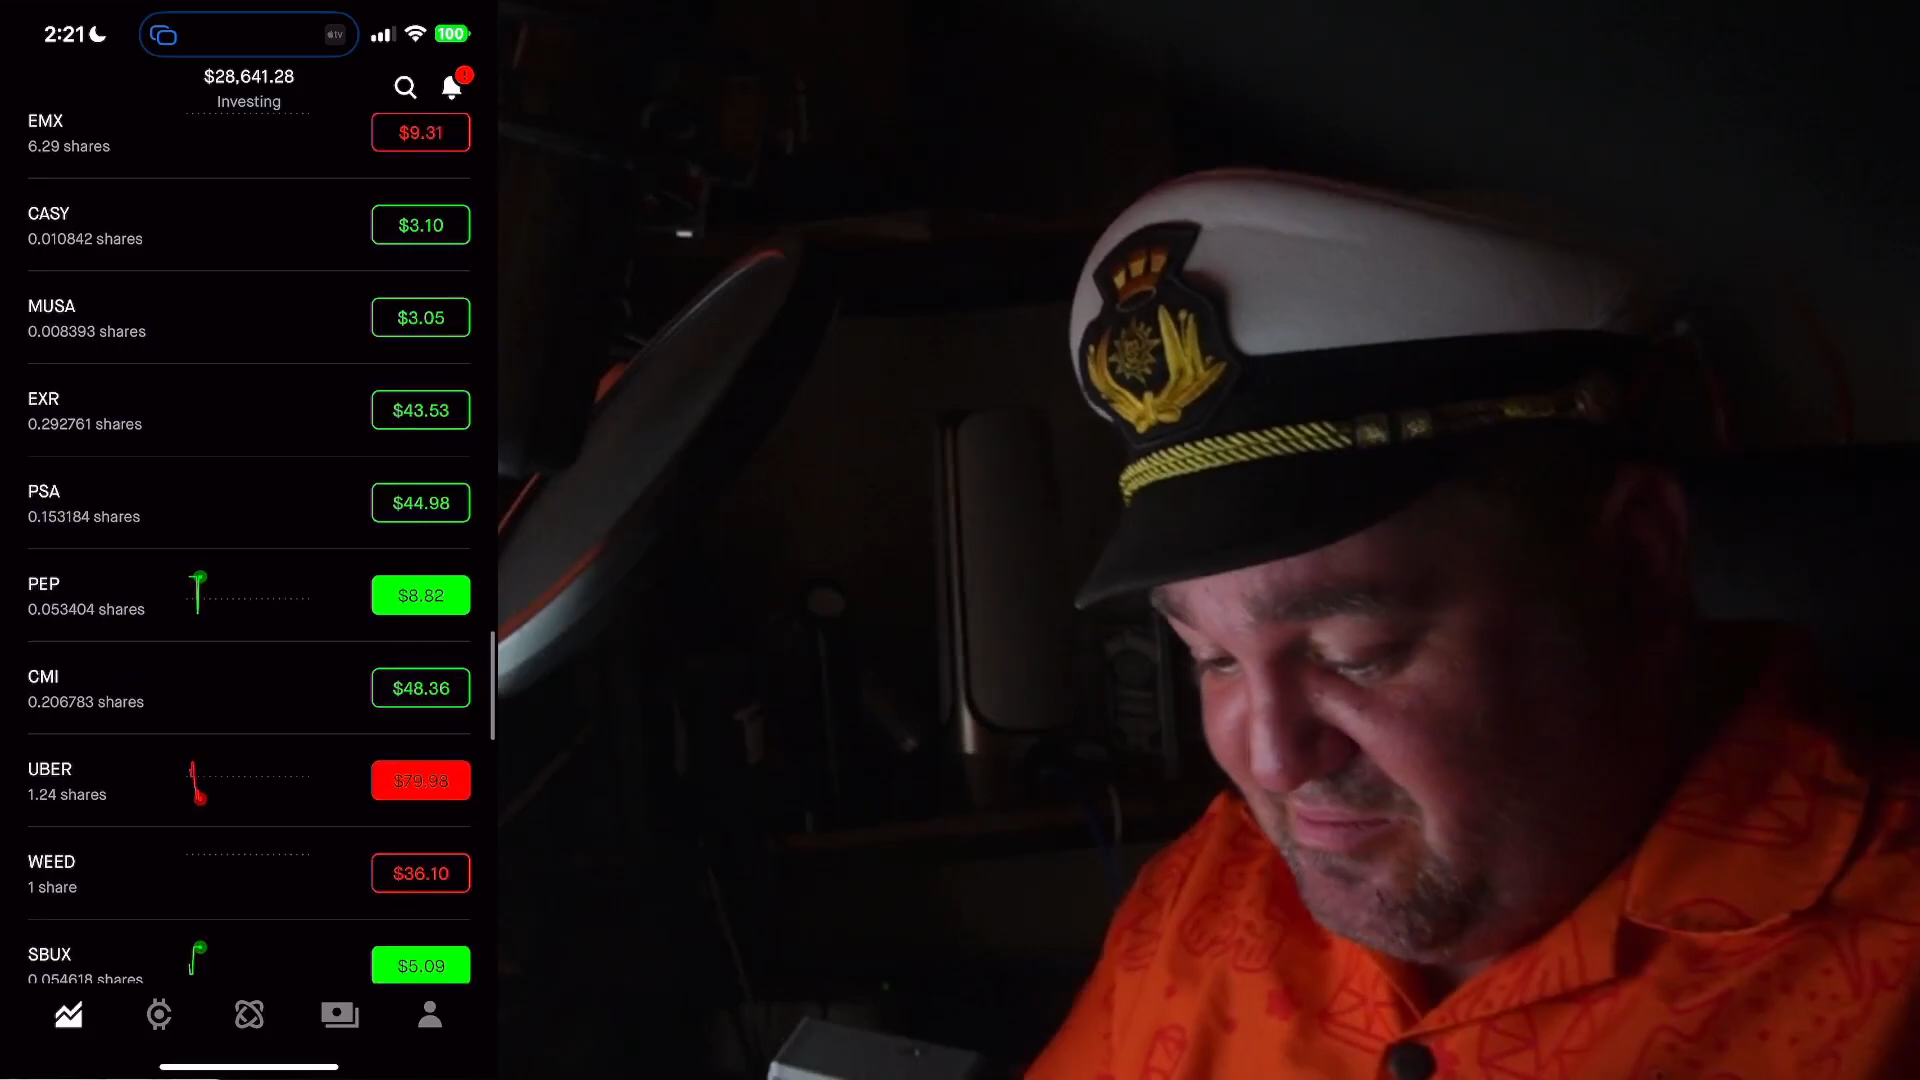 2:21
tv
100
$28,641.28
Investing
EMX
6.29 shares
$9.31
CASY
0.010842 shares
$3.10
MUSA
0.008393 shares
$3.05
EXR
0.292761 shares
$43.53
PSA
0.153184 shares
$44.98
PEP
0.053404 shares
$8.82
CMI
0.206783 shares
$48.36
UBER
1.24 shares
$79.98
WEED
1 share
$36.10
SBUX
0.054618 shares
$5.09